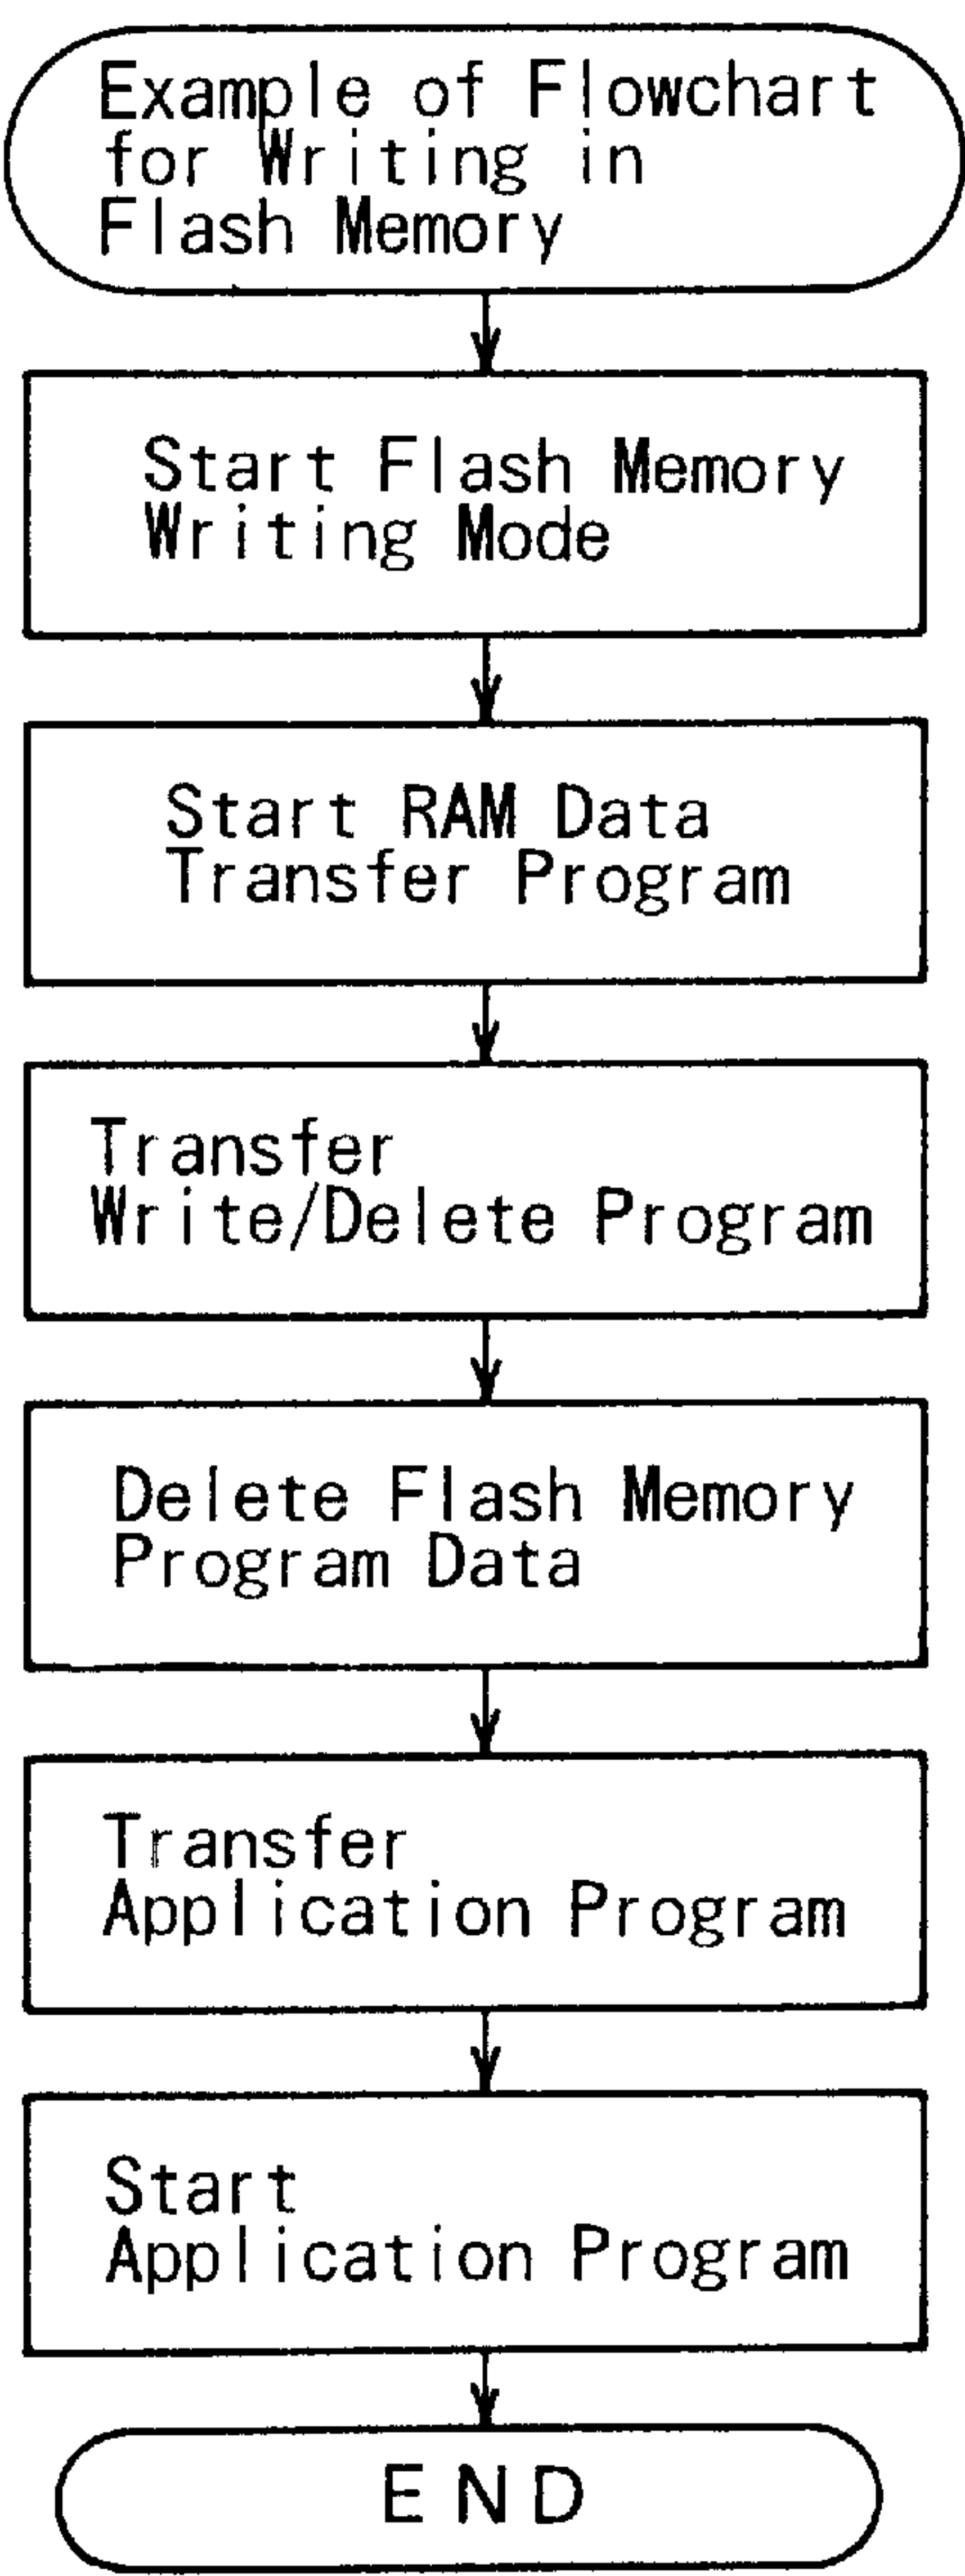 Example of Flowchart
for Writing in
Flash Memory
Start Flash Memory
Writing Mode
Start RAM Data
Transfer Program
Transfer
Write/Delete Program
Delete Flash Memory
Program Data
Transfer
Application Program
Start
Application Program
END